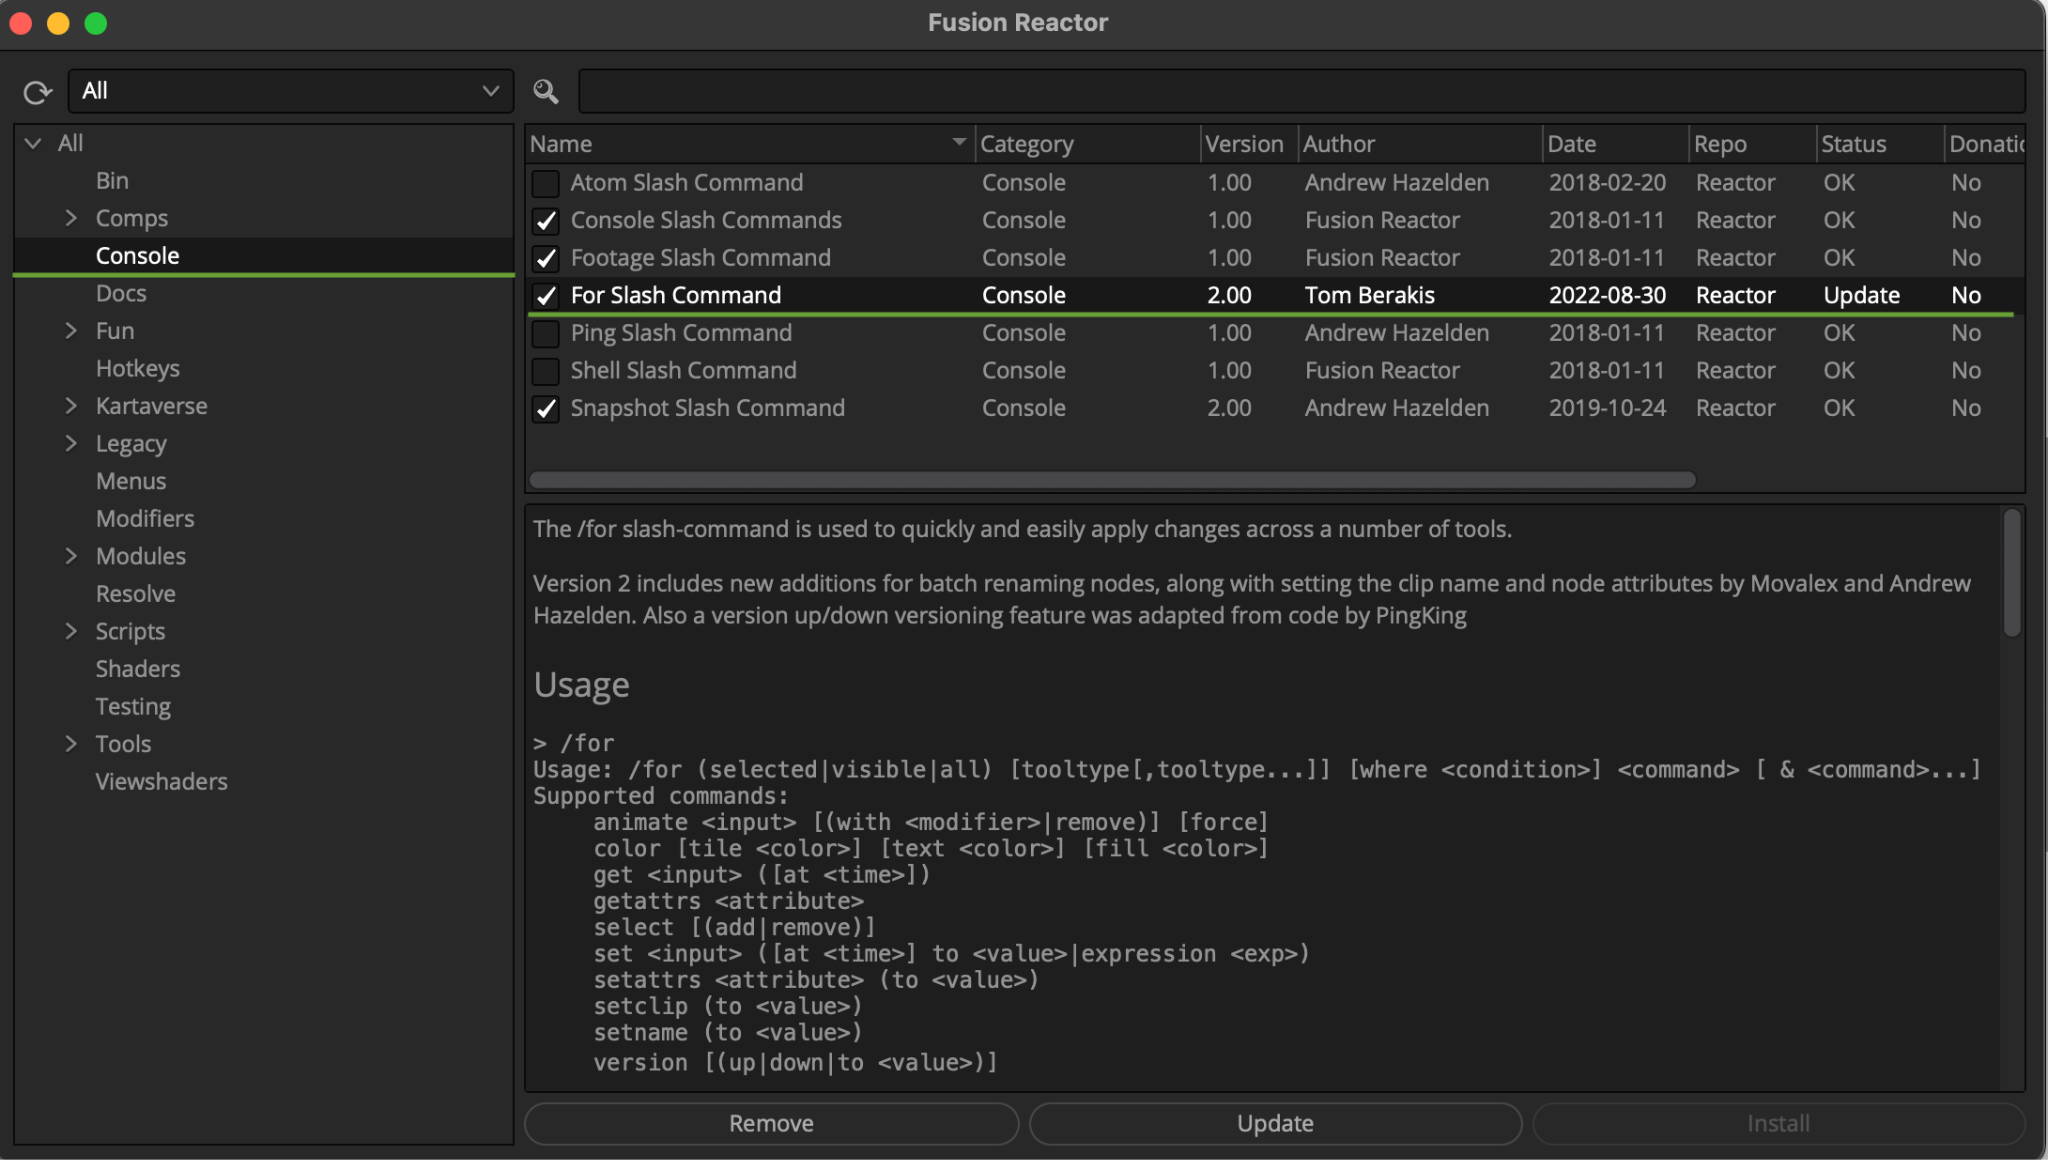 Fusion Reactor
All
All
Bin
Comps
Console
Docs
Fun
Hotkeys
Kartaverse
Legacy
Menus
Modifiers
Modules
Resolve
Scripts
Shaders
Testing
Tools
Viewshaders
Name Category Version Author Date Repo Status Donatic
Atom Slash Command Console 1.00 Andrew Hazelden 2018-02-20 Reactor OK No
Console Slash Commands Console 1.00 Fusion Reactor 2018-01-11 Reactor OK No
Footage Slash Command Console 1.00 Fusion Reactor 2018-01-11 Reactor OK No
For Slash Command Console 2.00 Tom Berakis 2022-08-30 Reactor Update No
Ping Slash Command Console 1.00 Andrew Hazelden 2018-01-11 Reactor OK No
Shell Slash Command Console 1.00 Fusion Reactor 2018-01-11 Reactor OK No
Snapshot Slash Command Console 2.00 Andrew Hazelden 2019-10-24 Reactor OK No
The /for slash-command is used to quickly and easily apply changes across a number of tools.
Version 2 includes new additions for batch renaming nodes, along with setting the clip name and node attributes by Movalex and Andrew
Hazelden. Also a version up/down versioning feature was adapted from code by PingKing
Usage
> /for
Usage: /for (selected|visible|all) [tooltype[,tooltype...]] [where <condition>] <command> [ & <command>...]
Supported commands:
animate <input> [(with <modifier>|remove)] [force]
color [tile <color>] [text <color>] [fill <color>]
get <input> ([at <time>])
getattrs <attribute>
select [(add|remove)]
set <input> ([at <time>] to <value>|expression <exp>)
setattrs <attribute> (to <value>)
setclip (to <value>)
setname (to <value>)
version [(up|down|to <value>)]
Remove Update Install